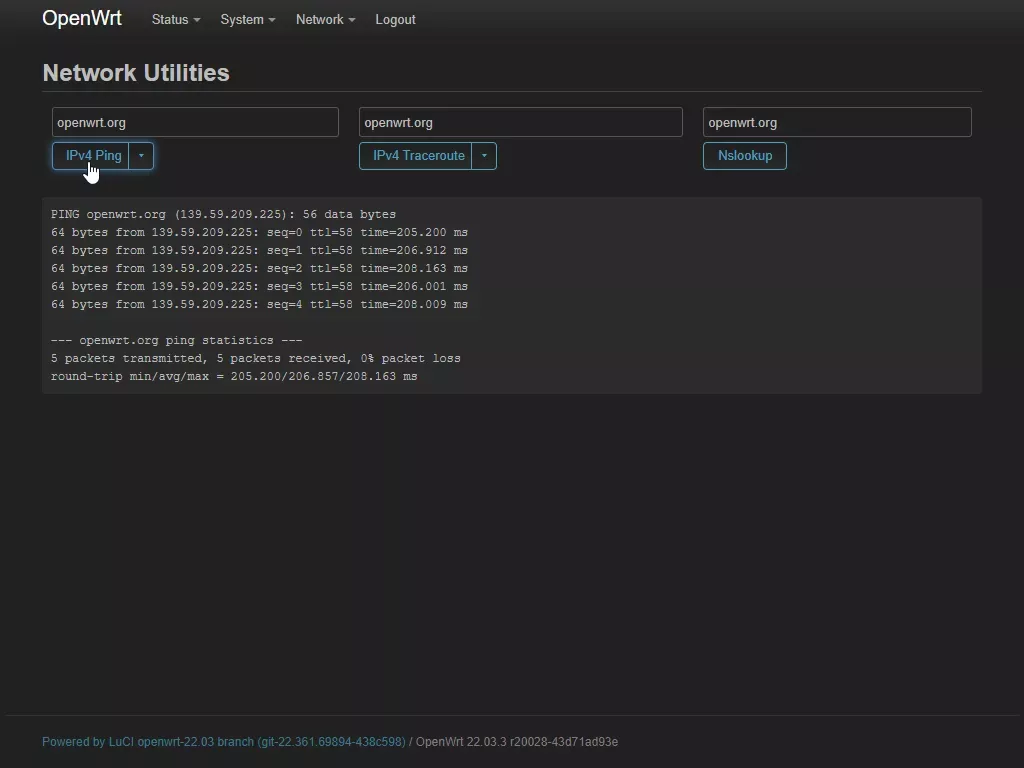 OpenWrt Status System Network Logout
Network Utilities
openwrt.org openwrt.org openwrt.org
IPv4 Ping IPv4 Traceroute Nslookup
PING openwrt.org (139.59.209.225): 56 data bytes
64 bytes from 139.59.209.225: seq=0 ttl=58 time=205.200 ms
64 bytes from 139.59.209.225: seq=1 ttl=58 time=206.912 ms
64 bytes from 139.59.209.225: seq=2 ttl=58 time=208.163 ms
64 bytes from 139.59.209.225: seq=3 ttl=58 time=206.001 ms
64 bytes from 139.59.209.225: seq=4 ttl=58 time=208.009 ms
--- openwrt.org ping statistics ---
5 packets transmitted, 5 packets received, 0% packet loss
round-trip min/avg/max = 205.200/206.857/208.163 ms
Powered by LuCI openwrt-22.03 branch (git-22.361.69894-438c598) / OpenWrt 22.03.3 r20028-43d71ad93e